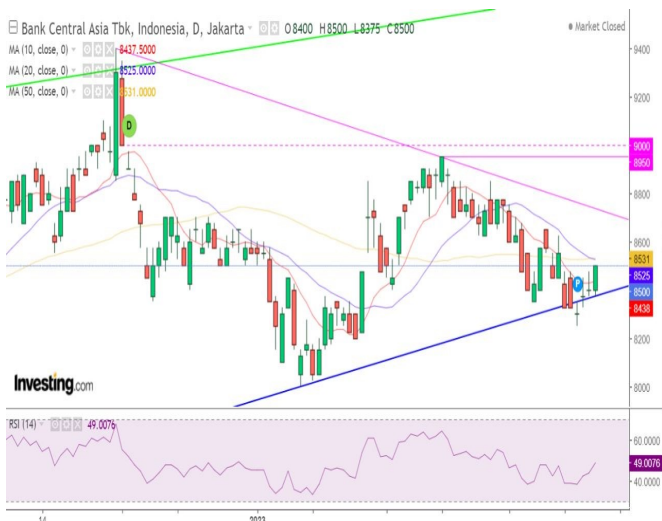 Bank Central Asia Tbk, Indonesia, D, Jakarta O8400 H8500 L8375 C8500
Market Closed
MA (10, close, 0) 8437.5000
MA (20, close, 0) 8525.0000
MA (50, close, 0) 8531.0000
D
P
9400
9200
9000
8950
8800
8600
8531
8525
8500
8438
8200
8000
Investing.com
RSI (14) 49.0076
60.0000
49.0076
40.0000
14
2023